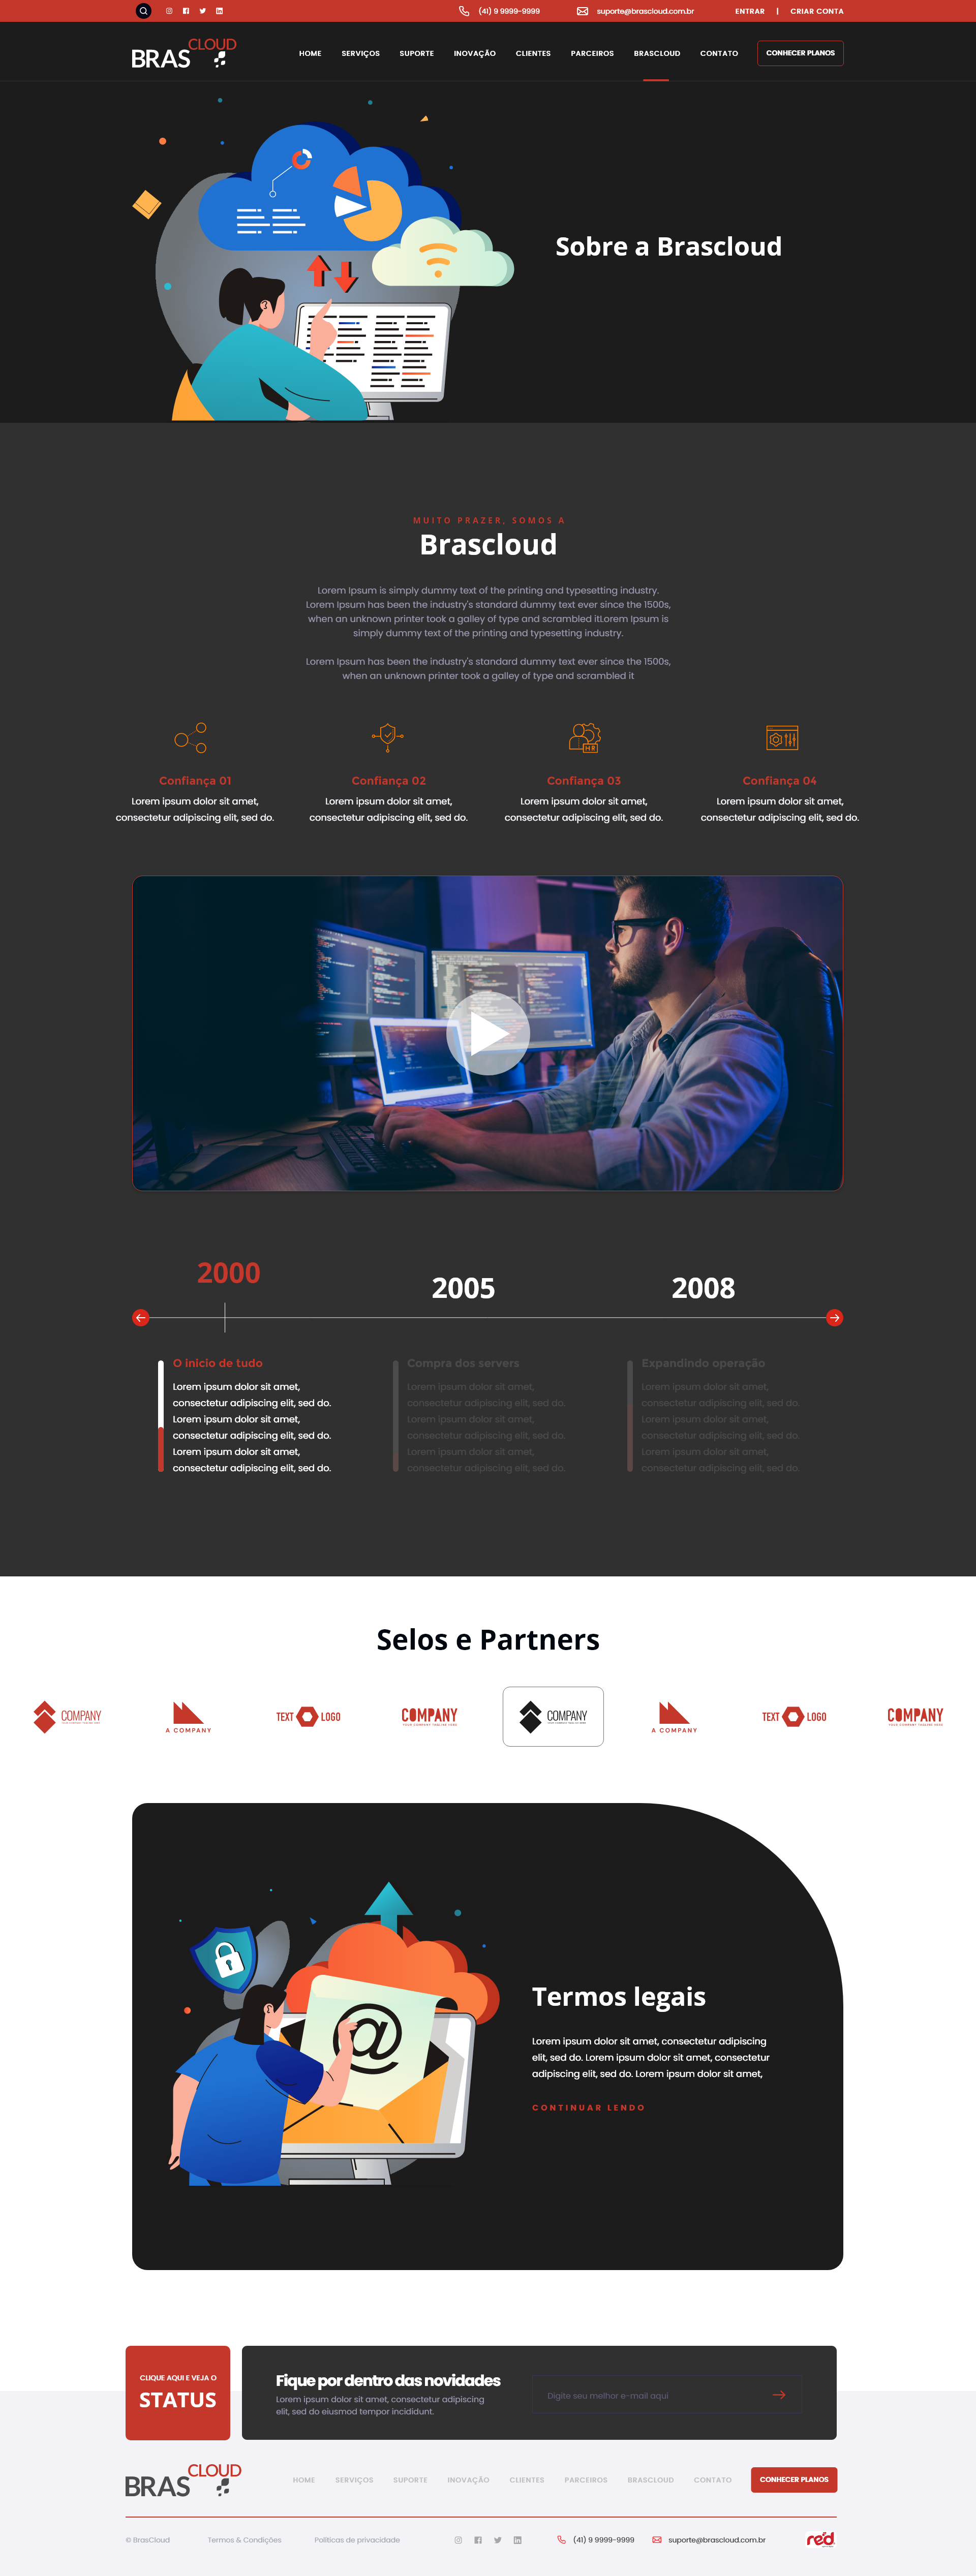 (41) 9 9999-9999
suporte@brascloud.com.br
ENTRAR | CRIAR CONTA
BRAS CLOUD
HOME SERVIÇOS SUPORTE INOVAÇÃO CLIENTES PARCEIROS BRASCLOUD CONTATO
CONHECER PLANOS
Sobre a Brascloud
MUITO PRAZER, SOMOS A
Brascloud
Lorem Ipsum is simply dummy text of the printing and typesetting industry.
Lorem Ipsum has been the industry's standard dummy text ever since the 1500s,
when an unknown printer took a galley of type and scrambled itLorem Ipsum is
simply dummy text of the printing and typesetting industry.
Lorem Ipsum has been the industry's standard dummy text ever since the 1500s,
when an unknown printer took a galley of type and scrambled it
HR
Confiança 01
Lorem ipsum dolor sit amet,
consectetur adipiscing elit, sed do.
Confiança 02
Lorem ipsum dolor sit amet,
consectetur adipiscing elit, sed do.
Confiança 03
Lorem ipsum dolor sit amet,
consectetur adipiscing elit, sed do.
Confiança 04
Lorem ipsum dolor sit amet,
consectetur adipiscing elit, sed do.
2000
2005
2008
O inicio de tudo
Lorem ipsum dolor sit amet,
consectetur adipiscing elit, sed do.
Lorem ipsum dolor sit amet,
consectetur adipiscing elit, sed do.
Lorem ipsum dolor sit amet,
consectetur adipiscing elit, sed do.
Compra dos servers
Lorem ipsum dolor sit amet,
consectetur adipiscing elit, sed do.
Lorem ipsum dolor sit amet,
consectetur adipiscing elit, sed do.
Lorem ipsum dolor sit amet,
consectetur adipiscing elit, sed do.
Expandindo operação
Lorem ipsum dolor sit amet,
consectetur adipiscing elit, sed do.
Lorem ipsum dolor sit amet,
consectetur adipiscing elit, sed do.
Lorem ipsum dolor sit amet,
consectetur adipiscing elit, sed do.
Selos e Partners
COMPANY
A COMPANY
TEXT LOGO
COMPANY
COMPANY
A COMPANY
TEXT LOGO
COMPANY
@
Termos legais
Lorem ipsum dolor sit amet, consectetur adipiscing
elit, sed do. Lorem ipsum dolor sit amet, consectetur
adipiscing elit, sed do. Lorem ipsum dolor sit amet,
CONTINUAR LENDO
CLIQUE AQUI E VEJA O
STATUS
Fique por dentro das novidades
Lorem ipsum dolor sit amet, consectetur adipiscing
elit, sed do eiusmod tempor incididunt.
Digite seu melhor e-mail aqui
BRAS CLOUD
HOME SERVIÇOS SUPORTE INOVAÇÃO CLIENTES PARCEIROS BRASCLOUD CONTATO
CONHECER PLANOS
© BrasCloud
Termos & Condições
Políticas de privacidade
(41) 9 9999-9999
suporte@brascloud.com.br
red